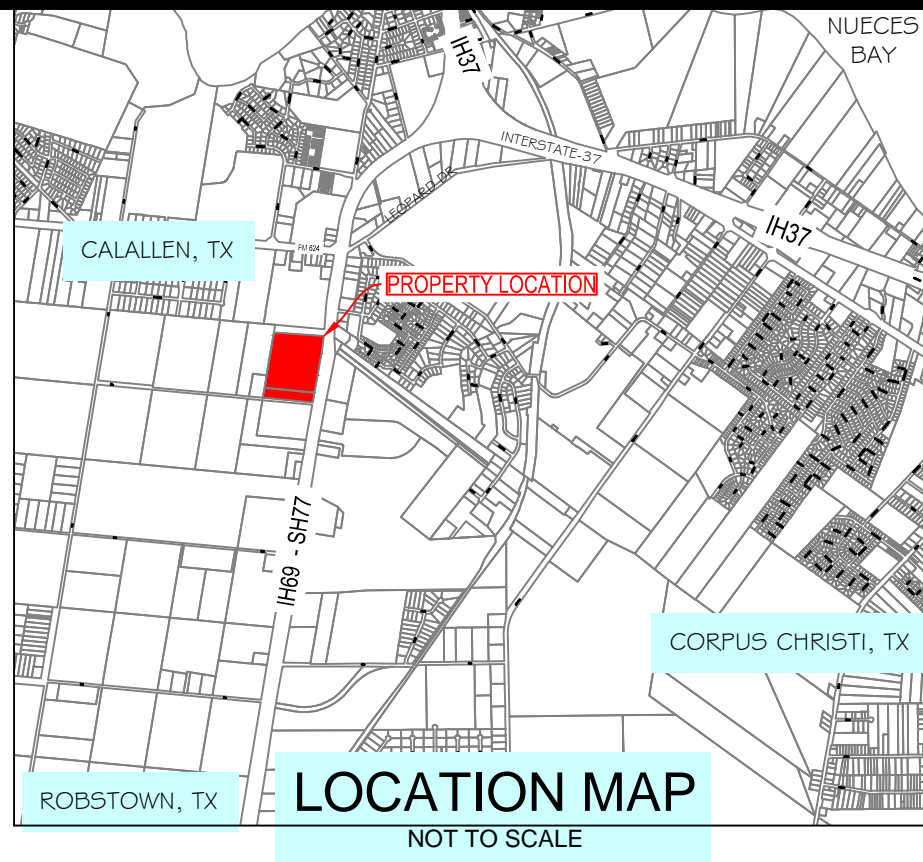 NUECES
BAY
IH37
INTERSTATE-37
LEOPARD DR
IH37
CALALLEN, TX
FM 624
PROPERTY LOCATION
IH69 - SH77
CORPUS CHRISTI, TX
ROBSTOWN, TX
LOCATION MAP
NOT TO SCALE